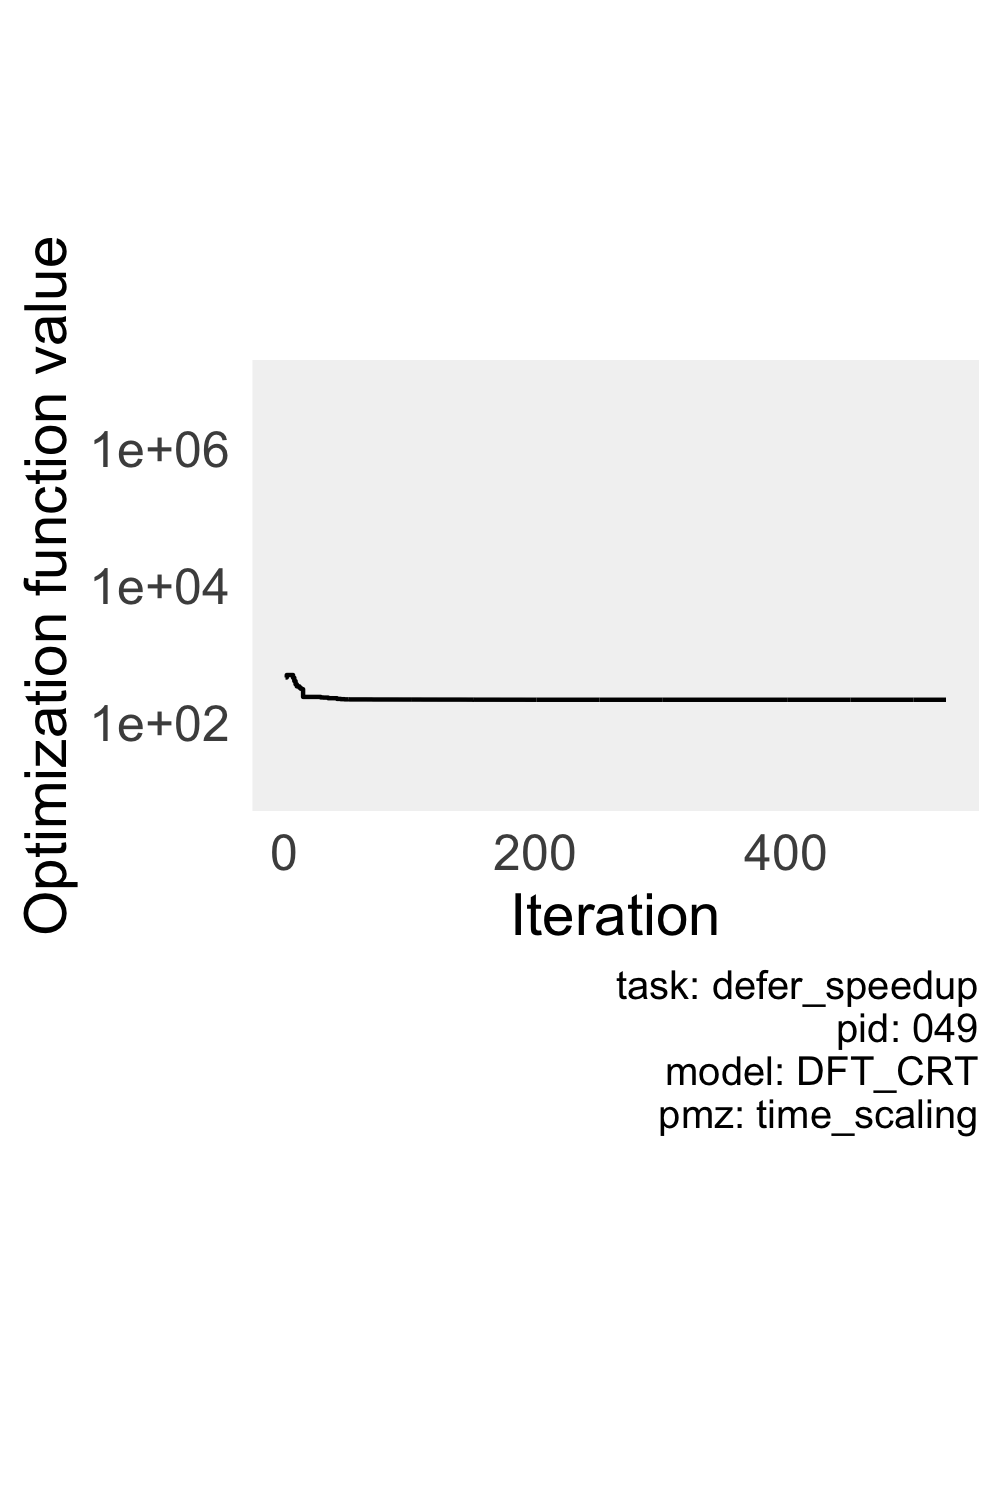 Optimization function value
1e+06
1e+04
1e+02
0 200 400
Iteration
task: defer_speedup
pid: 049
model: DFT_CRT
pmz: time_scaling